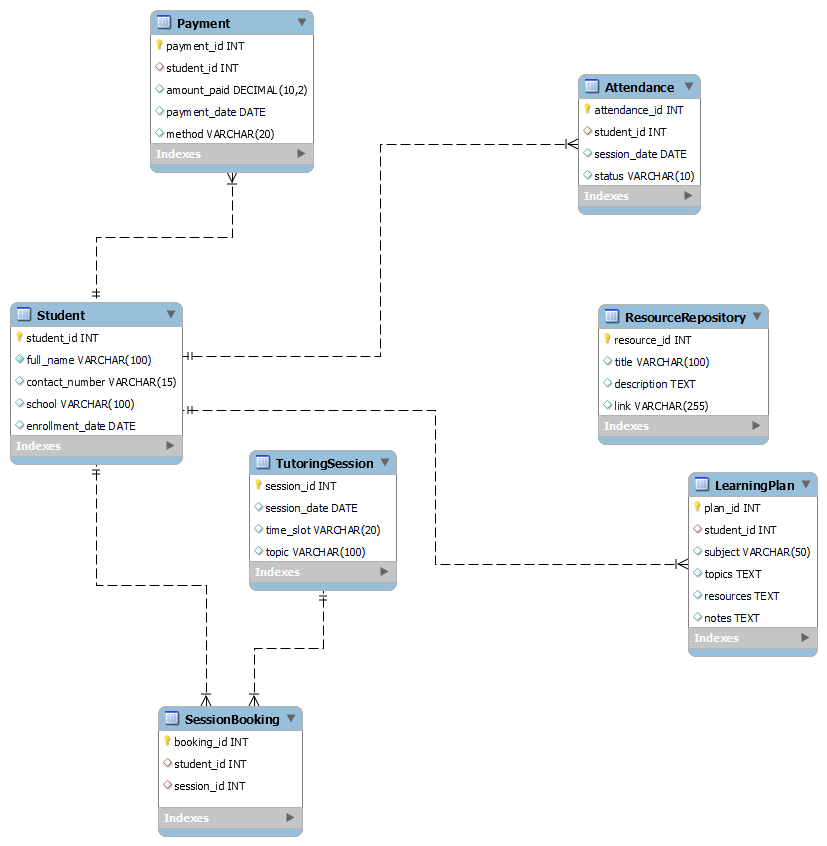 Payment
payment_id INT
student_id INT
amount_paid DECIMAL(10,2)
payment_date DATE
method VARCHAR(20)
Indexes
Attendance
attendance_id INT
student_id INT
session_date DATE
status VARCHAR(10)
Indexes
Student
student_id INT
full_name VARCHAR(100)
contact_number VARCHAR(15)
school VARCHAR(100)
enrollment_date DATE
Indexes
ResourceRepository
resource_id INT
title VARCHAR(100)
description TEXT
link VARCHAR(255)
Indexes
TutoringSession
session_id INT
session_date DATE
time_slot VARCHAR(20)
topic VARCHAR(100)
Indexes
LearningPlan
plan_id INT
student_id INT
subject VARCHAR(50)
topics TEXT
resources TEXT
notes TEXT
Indexes
SessionBooking
booking_id INT
student_id INT
session_id INT
Indexes